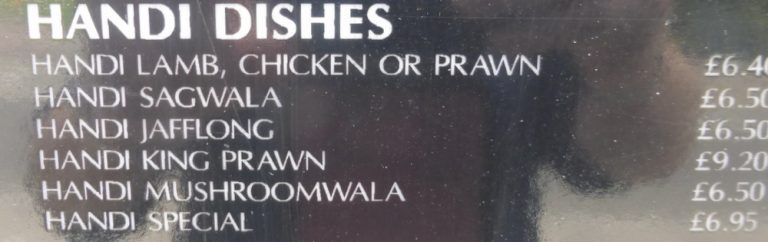 HANDI DISHES
HANDI LAMB, CHICKEN OR PRAWN £6.40
HANDI SAGWALA £6.50
HANDI JAFFLONG £6.50
HANDI KING PRAWN £9.20
HANDI MUSHROOMWALA £6.50
HANDI SPECIAL £6.95